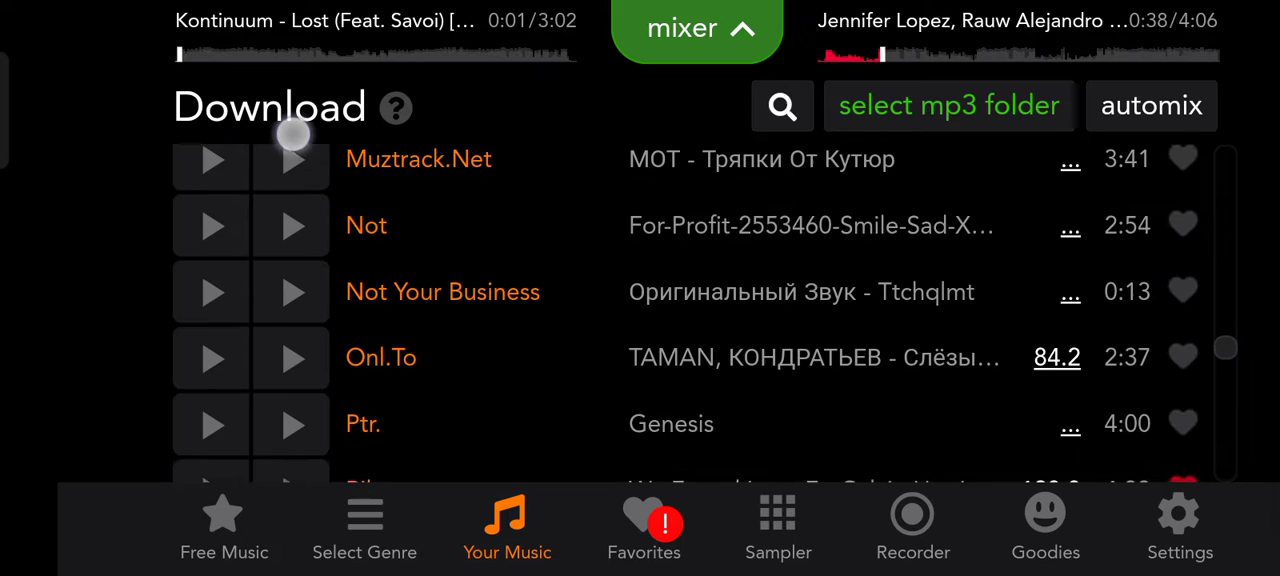 Kontinuum - Lost (Feat. Savoi) [... 0:01/3:02
mixer
Jennifer Lopez, Rauw Alejandro ...0:38/4:06
Download ?
select mp3 folder
automix
Muztrack.Net МОТ - Тряпки От Кутюр ... 3:41
Not For-Profit-2553460-Smile-Sad-X... ... 2:54
Not Your Business Оригинальный Звук - Ttchqlmt ... 0:13
Onl.To TAMAN, КОНДРАТЬЕВ - Слёзы... 84.2 2:37
Ptr. Genesis ... 4:00
!
Free Music Select Genre Your Music Favorites Sampler Recorder Goodies Settings